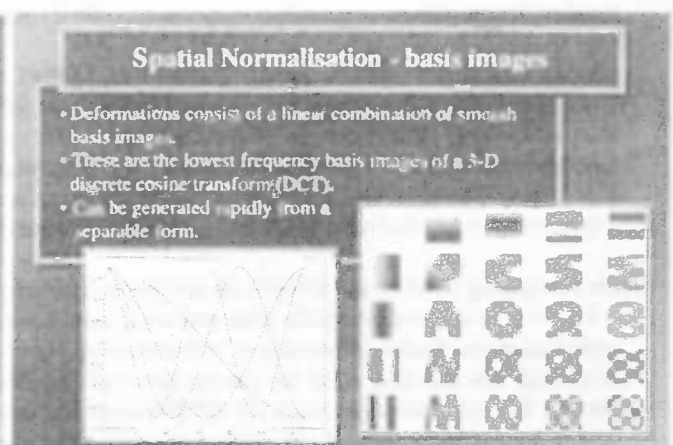 Spatial Normalisation - basis images
• Deformations consist of a linear combination of smooth
basis images.
• These are the lowest frequency basis images of a 3-D
discrete cosine transform (DCT).
• Can be generated rapidly from a
separable form.